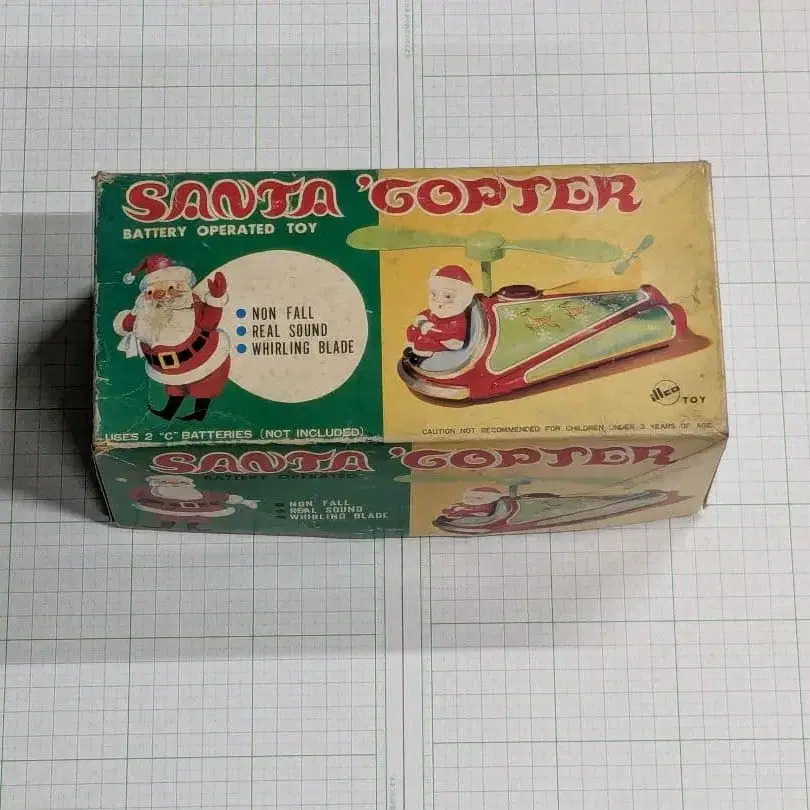 SANTA 'COPTER
BATTERY OPERATED TOY
NON FALL
REAL SOUND
WHIRLING BLADE
illco TOY
USES 2 "C" BATTERIES (NOT INCLUDED)
CAUTION NOT RECOMMENDED FOR CHILDREN UNDER 3 YEARS OF AGE
SANTA 'COPTER
BATTERY OPERATED
NON FALL
REAL SOUND
WHIRLING BLADE